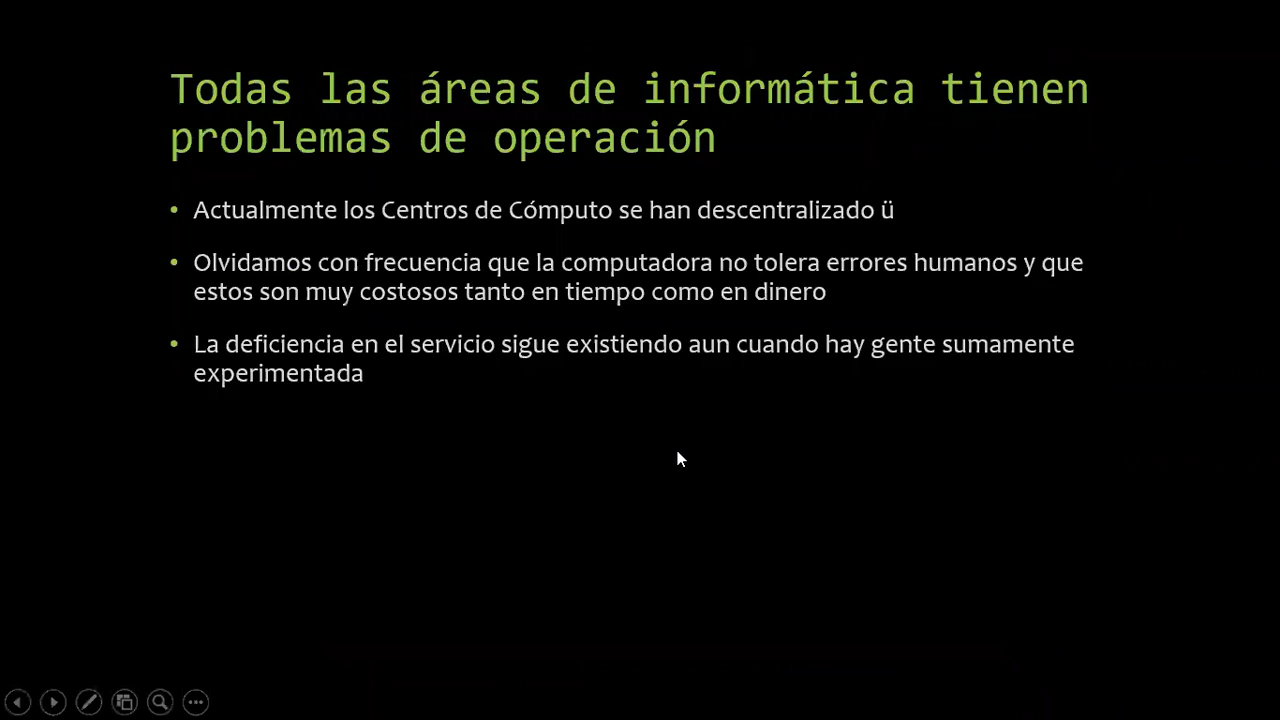 Todas las áreas de informática tienen
problemas de operación
• Actualmente los Centros de Cómputo se han descentralizado ü
• Olvidamos con frecuencia que la computadora no tolera errores humanos y que
estos son muy costosos tanto en tiempo como en dinero
• La deficiencia en el servicio sigue existiendo aun cuando hay gente sumamente
experimentada